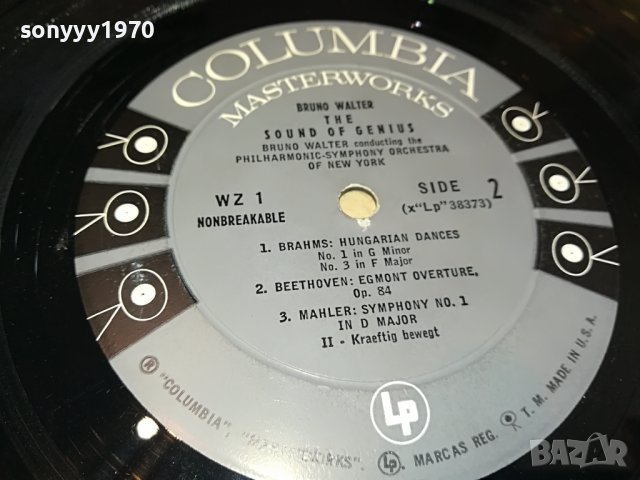 sonyyy1970
COLUMBIA
MASTERWORKS
BRUNO WALTER
THE
SOUND OF GENIUS
BRUNO WALTER conducting the
PHILHARMONIC-SYMPHONY ORCHESTRA
OF NEW YORK
WZ 1
NONBREAKABLE
SIDE 2
(x"Lp"38373)
1. BRAHMS: HUNGARIAN DANCES
No. 1 in G Minor
No. 3 in F Major
2. BEETHOVEN: EGMONT OVERTURE,
Op. 84
3. MAHLER: SYMPHONY NO. 1
IN D MAJOR
II - Kraeftig bewegt
Lp
® "COLUMBIA", "MASTERWORKS", Lp, MARCAS REG. T. M. MADE IN U.S.A.
BAZAR